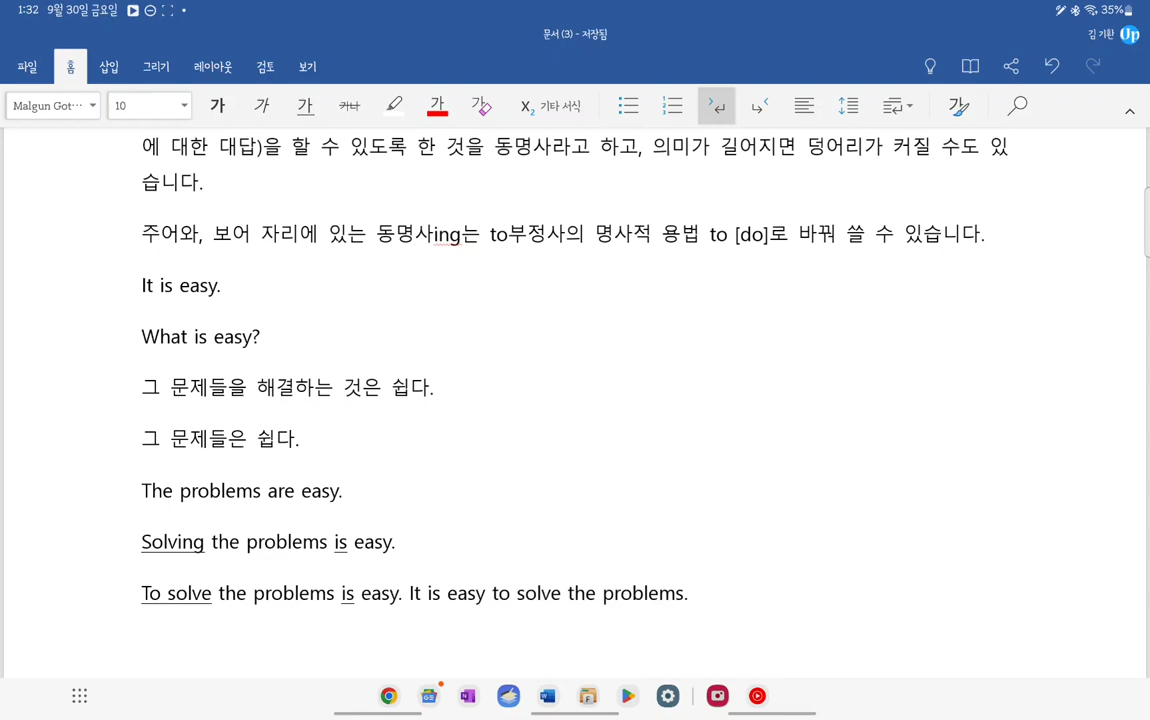 1:32 9월 30일 금요일 35%
문서 (3) - 저장됨
김 기환 Up
파일 홈 삽입 그리기 레이아웃 검토 보기
Malgun Got··· 10 가 가 가 가나 가 가 X₂ 기타 서식 가
에 대한 대답)을 할 수 있도록 한 것을 동명사라고 하고, 의미가 길어지면 덩어리가 커질 수도 있
습니다.
주어와, 보어 자리에 있는 동명사ing는 to부정사의 명사적 용법 to [do]로 바꿔 쓸 수 있습니다.
It is easy.
What is easy?
그 문제들을 해결하는 것은 쉽다.
그 문제들은 쉽다.
The problems are easy.
Solving the problems is easy.
To solve the problems is easy. It is easy to solve the problems.